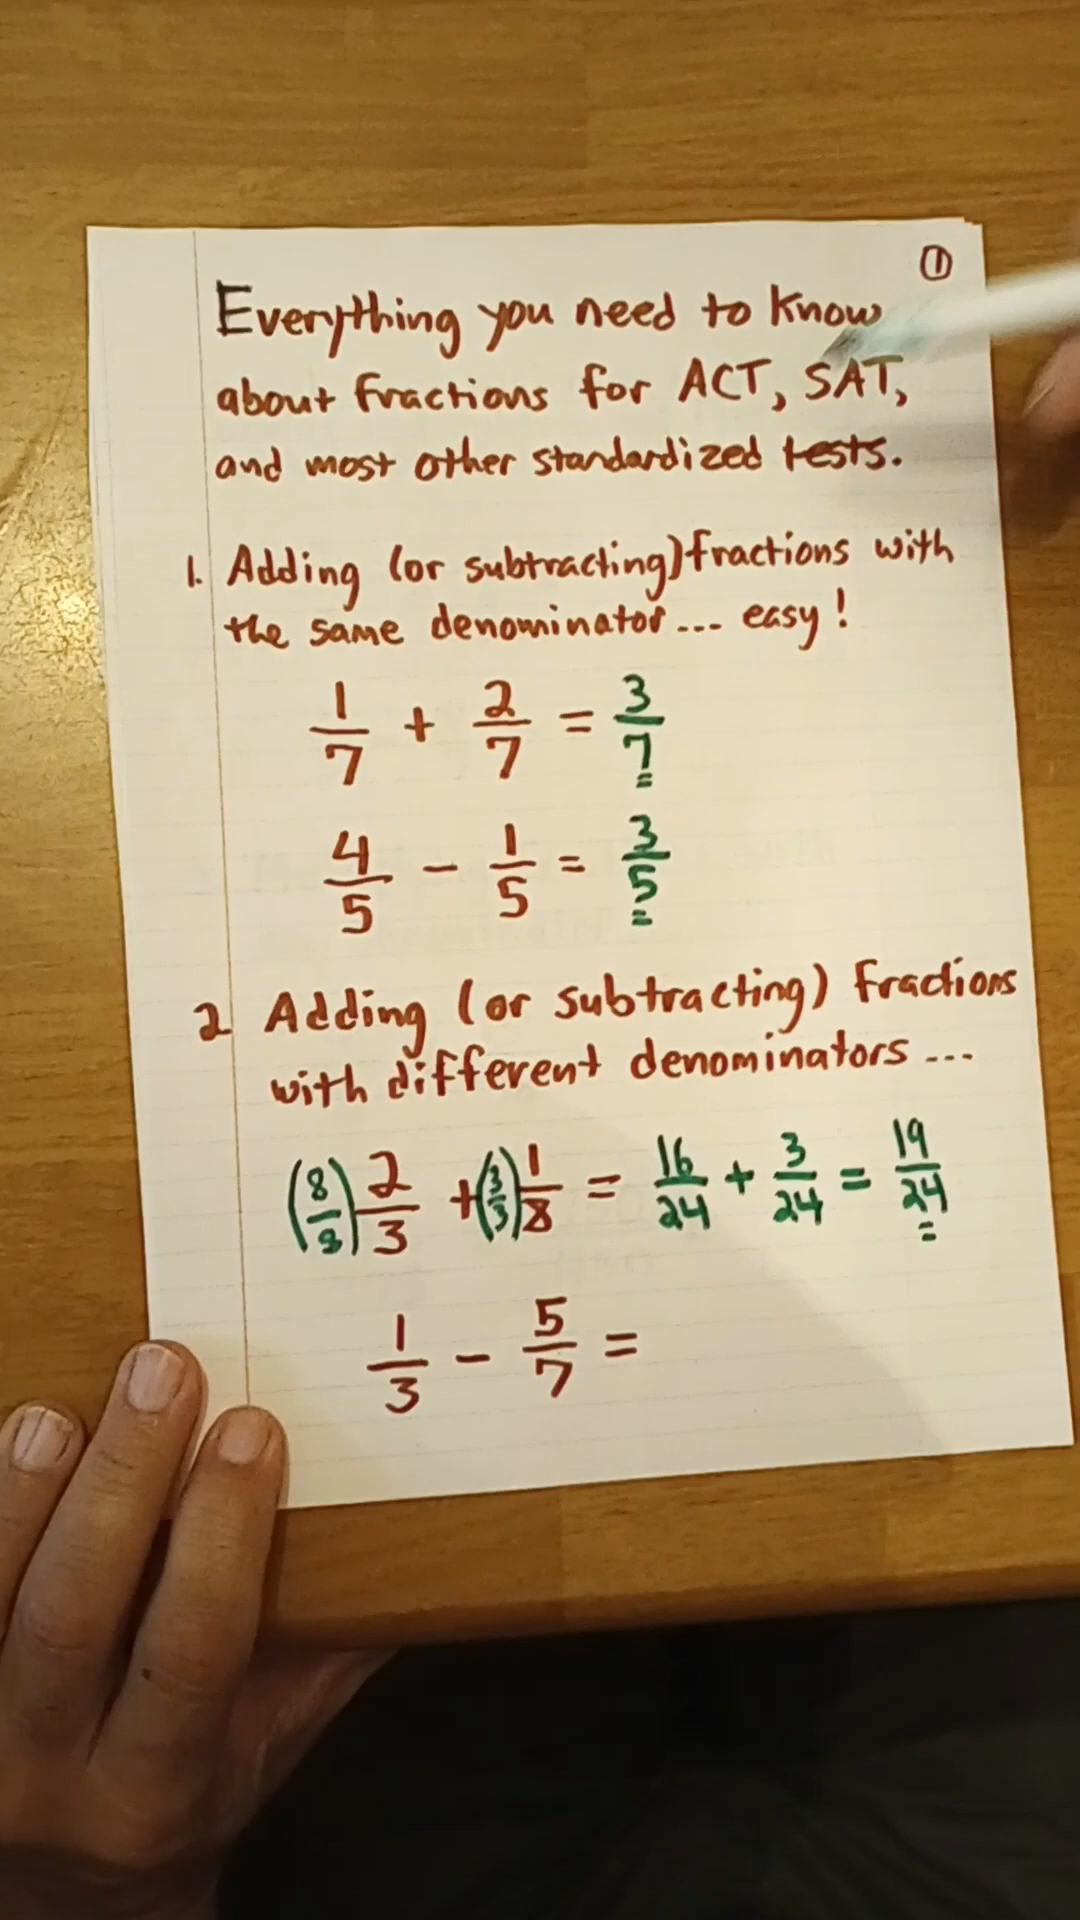 ①
Everything you need to know
about fractions for ACT, SAT,
and most other standardized tests.
1. Adding (or subtracting) fractions with
the same denominator... easy!
1/7 + 2/7 = 3/7
4/5 - 1/5 = 3/5
2 Adding (or subtracting) fractions
with different denominators...
(8/8) 2/3 + (3/3) 1/8 = 16/24 + 3/24 = 19/24
1/3 - 5/7 =